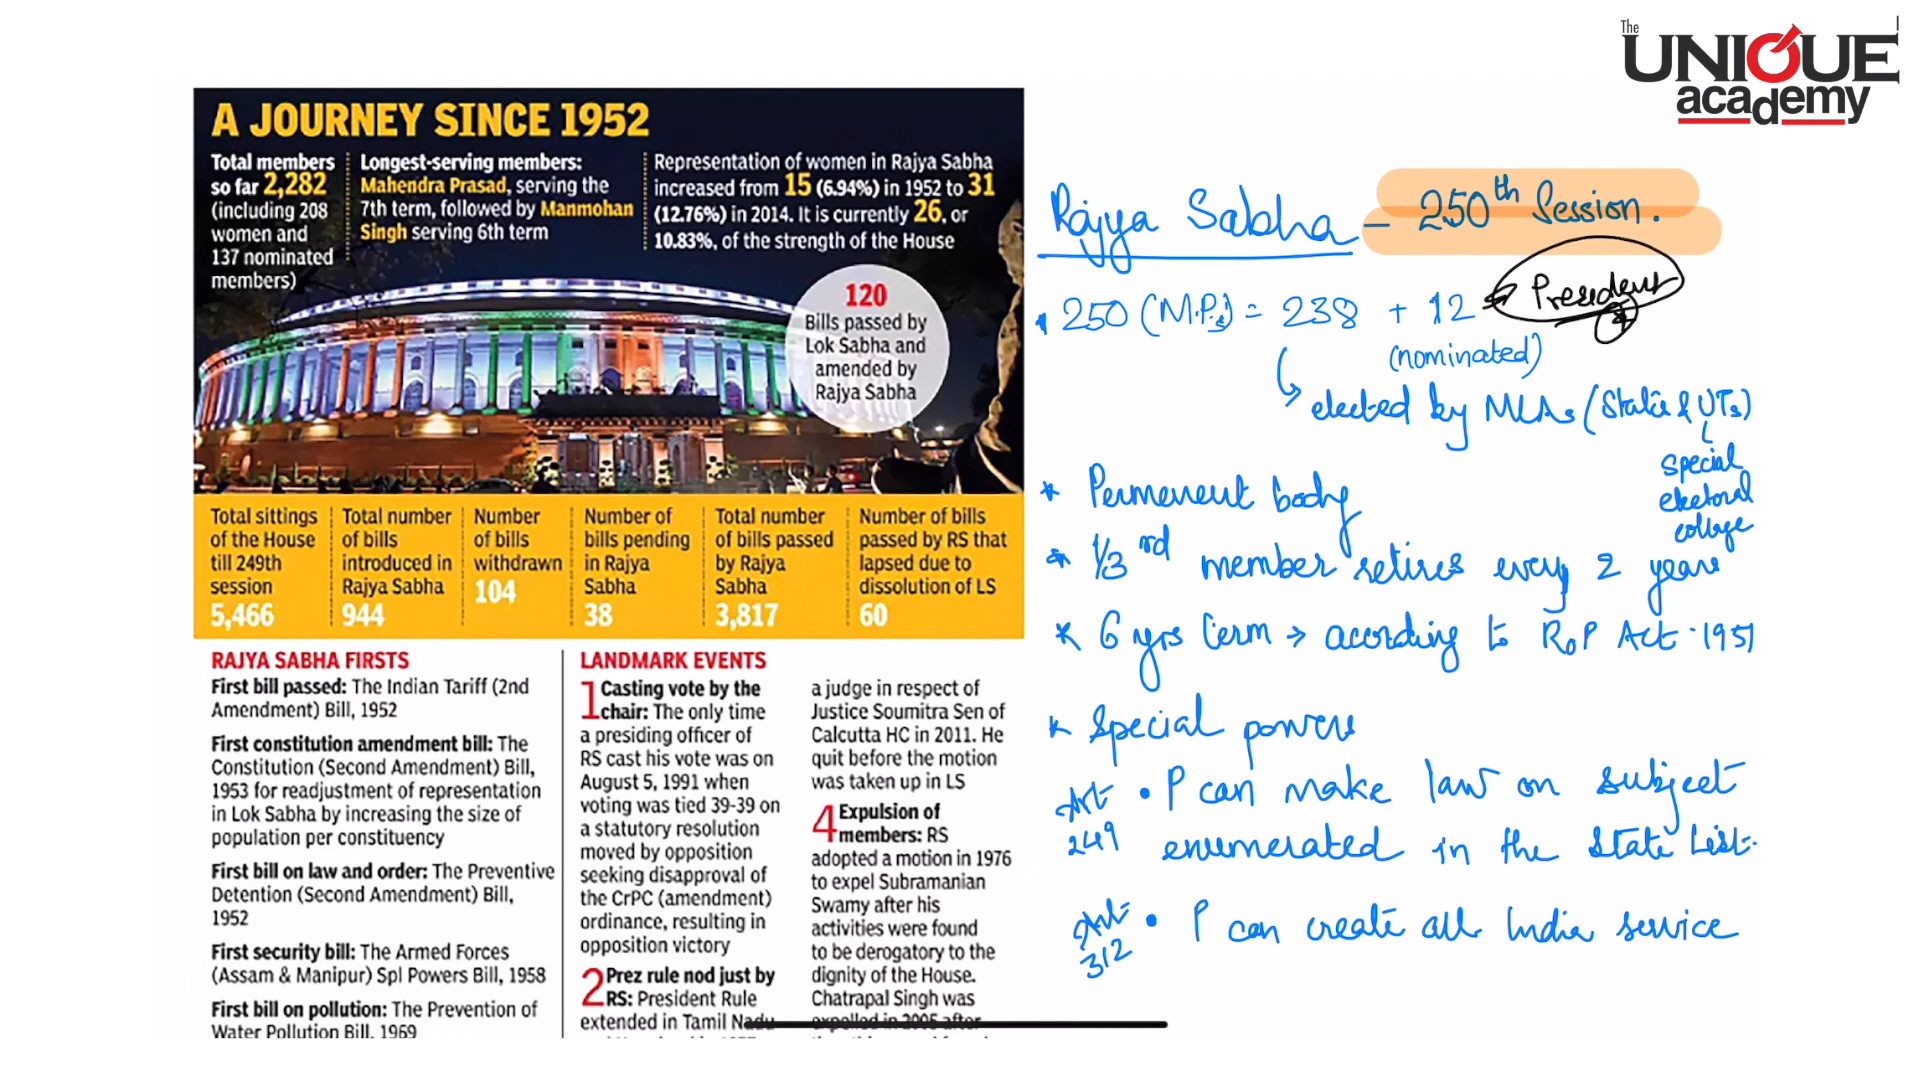 The
UNIQUE
academy
A JOURNEY SINCE 1952
Total members
so far 2,282
(including 208
women and
137 nominated
members)
Longest-serving members:
Mahendra Prasad, serving the
7th term, followed by Manmohan
Singh serving 6th term
Representation of women in Rajya Sabha
increased from 15 (6.94%) in 1952 to 31
(12.76%) in 2014. It is currently 26, or
10.83%, of the strength of the House
120
Bills passed by
Lok Sabha and
amended by
Rajya Sabha
Total sittings
of the House
till 249th
session
5,466
Total number
of bills
introduced in
Rajya Sabha
944
Number
of bills
withdrawn
104
Number of
bills pending
in Rajya
Sabha
38
Total number
of bills passed
by Rajya
Sabha
3,817
Number of bills
passed by RS that
lapsed due to
dissolution of LS
60
RAJYA SABHA FIRSTS
First bill passed: The Indian Tariff (2nd
Amendment) Bill, 1952
First constitution amendment bill: The
Constitution (Second Amendment) Bill,
1953 for readjustment of representation
in Lok Sabha by increasing the size of
population per constituency
First bill on law and order: The Preventive
Detention (Second Amendment) Bill,
1952
First security bill: The Armed Forces
(Assam & Manipur) Spl Powers Bill, 1958
First bill on pollution: The Prevention of
Water Pollution Bill, 1969
LANDMARK EVENTS
1 Casting vote by the
chair: The only time
a presiding officer of
RS cast his vote was on
August 5, 1991 when
voting was tied 39-39 on
a statutory resolution
moved by opposition
seeking disapproval of
the CrPC (amendment)
ordinance, resulting in
opposition victory
2 Prez rule nod just by
RS: President Rule
extended in Tamil Nadu
a judge in respect of
Justice Soumitra Sen of
Calcutta HC in 2011. He
quit before the motion
was taken up in LS
4 Expulsion of
members: RS
adopted a motion in 1976
to expel Subramanian
Swamy after his
activities were found
to be derogatory to the
dignity of the House.
Chatrapal Singh was
expelled in 2005 after
Rajya Sabha – 250th Session.
• 250 (M.P.s) = 238 + 12 President
(nominated)
elected by MLAs (State & UTs)
special
electoral
college
* Permenent body
* 1/3rd member retires every 2 years
* 6 yrs term → acording to RoP Act - 1951
* Special powers
Art 249 • P can make law on subject
enumerated in the State List.
Art 312 • P can create all India service